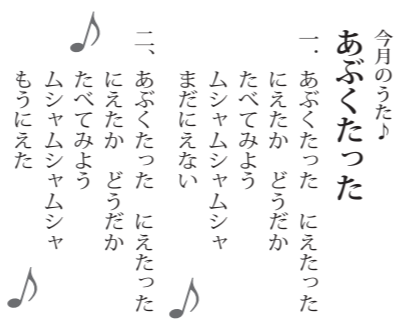 今月のうた♪
あぶくたった
一．あぶくたった　にえたった
にえたか　どうだか
たべてみよう
ムシャムシャムシャ
まだにえない
二、あぶくたった　にえたった
にえたか　どうだか
たべてみよう
ムシャムシャムシャ
もうにえた